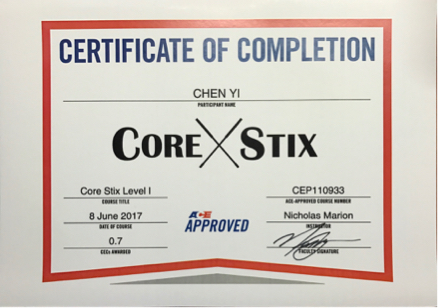 CERTIFICATE OF COMPLETION
CHEN YI
PARTICIPANT NAME
CORE STIX
Core Stix Level I
COURSE TITLE
CEP110933
ACE-APPROVED COURSE NUMBER
8 June 2017
DATE OF COURSE
ACE
APPROVED
Nicholas Marion
INSTRUCTOR
0.7
CECs AWARDED
FACULTY SIGNATURE